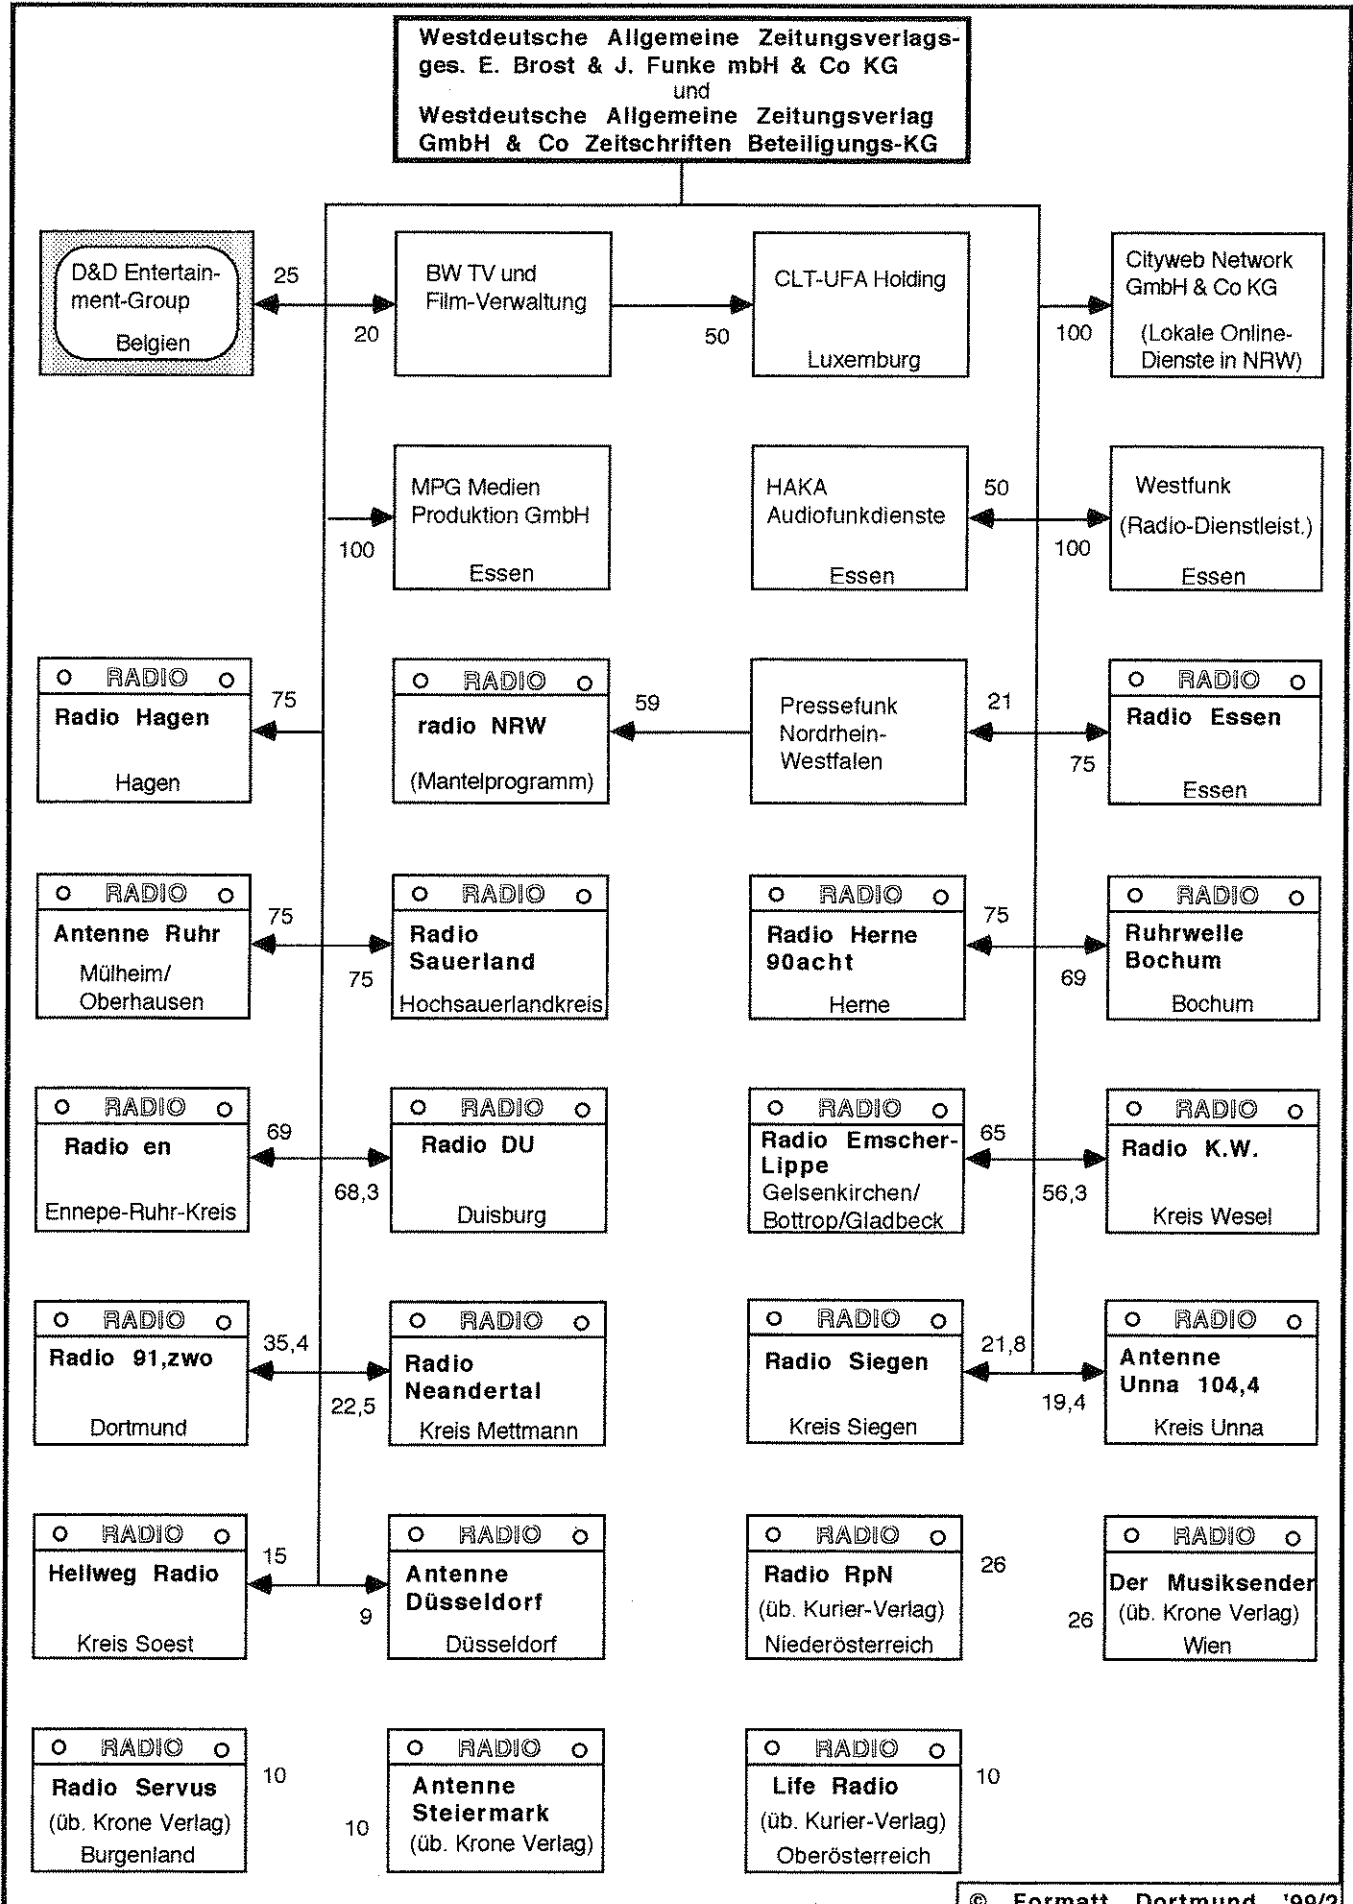 Westdeutsche Allgemeine Zeitungsverlags-
ges. E. Brost & J. Funke mbH & Co KG
und
Westdeutsche Allgemeine Zeitungsverlag
GmbH & Co Zeitschriften Beteiligungs-KG
D&D Entertain-
ment-Group
Belgien
25
20
BW TV und
Film-Verwaltung
50
CLT-UFA Holding
Luxemburg
100
Cityweb Network
GmbH & Co KG
(Lokale Online-
Dienste in NRW)
100
MPG Medien
Produktion GmbH
Essen
HAKA
Audiofunkdienste
Essen
50
100
Westfunk
(Radio-Dienstleist.)
Essen
RADIO
Radio Hagen
Hagen
75
RADIO
radio NRW
(Mantelprogramm)
59
Pressefunk
Nordrhein-
Westfalen
21
75
RADIO
Radio Essen
Essen
RADIO
Antenne Ruhr
Mülheim/
Oberhausen
75
75
RADIO
Radio
Sauerland
Hochsauerlandkreis
RADIO
Radio Herne
90acht
Herne
75
69
RADIO
Ruhrwelle
Bochum
Bochum
RADIO
Radio en
Ennepe-Ruhr-Kreis
69
68,3
RADIO
Radio DU
Duisburg
RADIO
Radio Emscher-
Lippe
Gelsenkirchen/
Bottrop/Gladbeck
65
56,3
RADIO
Radio K.W.
Kreis Wesel
RADIO
Radio 91,zwo
Dortmund
35,4
22,5
RADIO
Radio
Neandertal
Kreis Mettmann
RADIO
Radio Siegen
Kreis Siegen
21,8
19,4
RADIO
Antenne
Unna 104,4
Kreis Unna
RADIO
Hellweg Radio
Kreis Soest
15
9
RADIO
Antenne
Düsseldorf
Düsseldorf
RADIO
Radio RpN
(üb. Kurier-Verlag)
Niederösterreich
26
26
RADIO
Der Musiksender
(üb. Krone Verlag)
Wien
RADIO
Radio Servus
(üb. Krone Verlag)
Burgenland
10
10
RADIO
Antenne
Steiermark
(üb. Krone Verlag)
RADIO
Life Radio
(üb. Kurier-Verlag)
Oberösterreich
10
© Formatt Dortmund '99/2